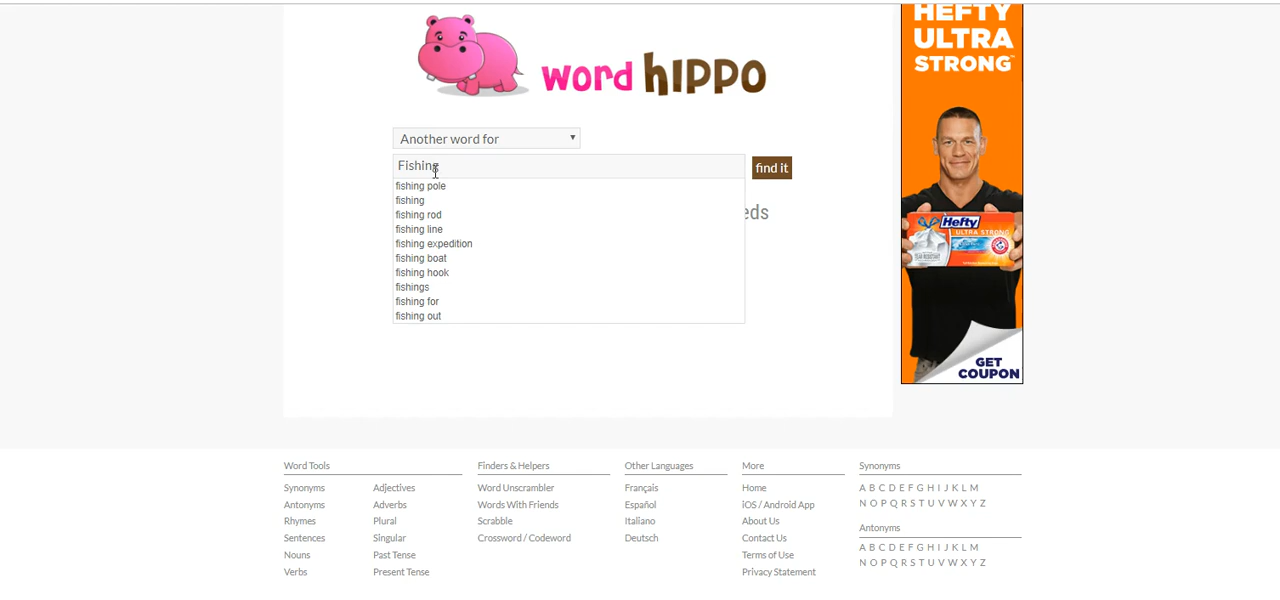 word hippo
Another word for
Fishing
find it
fishing pole
fishing
fishing rod
fishing line
fishing expedition
fishing boat
fishing hook
fishings
fishing for
fishing out
eds
HEFTY
ULTRA
STRONG™
Hefty
ULTRA STRONG
GET
COUPON
Word Tools
Synonyms Adjectives
Antonyms Adverbs
Rhymes Plural
Sentences Singular
Nouns Past Tense
Verbs Present Tense
Finders & Helpers
Word Unscrambler
Words With Friends
Scrabble
Crossword / Codeword
Other Languages
Français
Español
Italiano
Deutsch
More
Home
iOS / Android App
About Us
Contact Us
Terms of Use
Privacy Statement
Synonyms
A B C D E F G H I J K L M
N O P Q R S T U V W X Y Z
Antonyms
A B C D E F G H I J K L M
N O P Q R S T U V W X Y Z